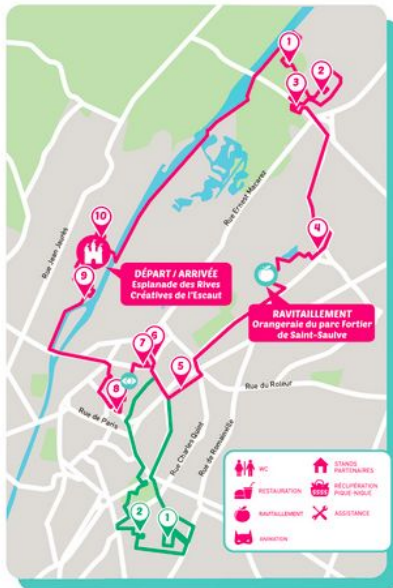 1
2
3
Rue Ernest Macarez
4
10
Rue Jean Jaurès
DÉPART / ARRIVÉE
Esplanade des Rives
Créatives de l'Escaut
9
RAVITAILLEMENT
Orangeraie du parc Fortier
de Saint-Saulve
6
7
5
8
Rue du Roleur
Rue de Paris
Rue Charles Quint
Rue de Romainville
2
1
WC
STANDS
PARTENAIRES
RESTAURATION
RÉCUPÉRATION
PIQUE-NIQUE
RAVITAILLEMENT
ASSISTANCE
ANIMATION